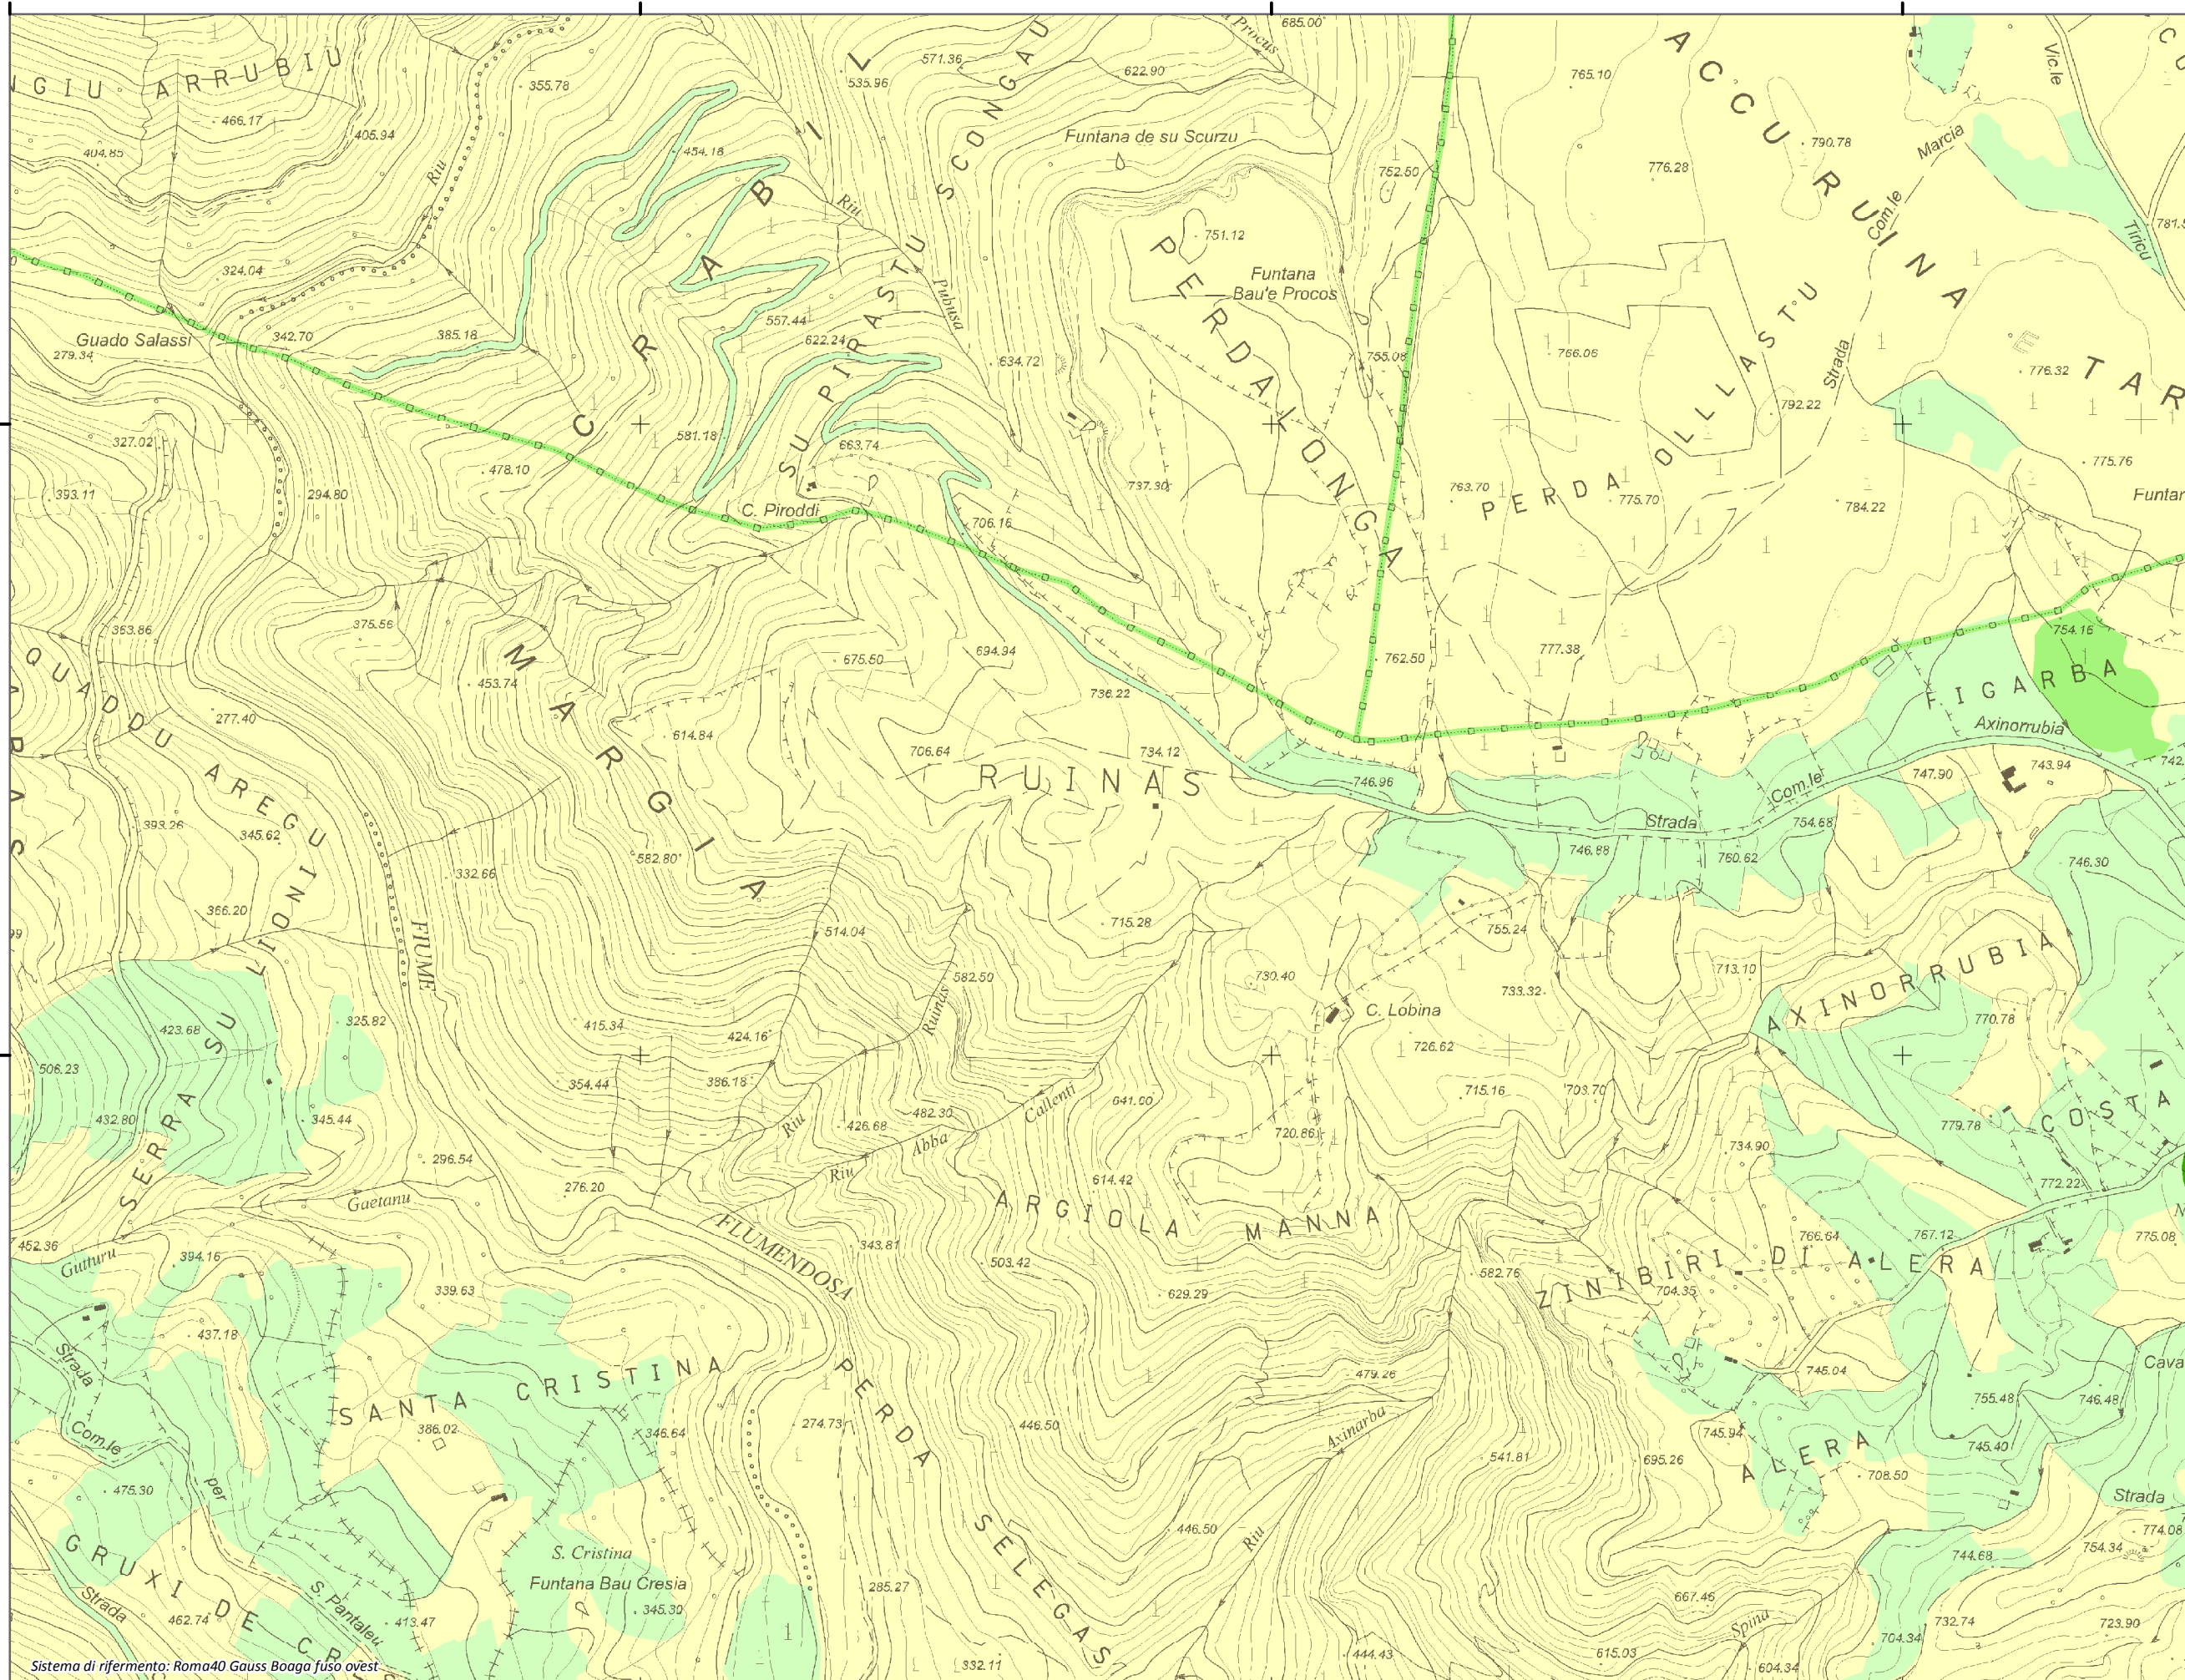 NGIU ARRUBIU
355.78
535.96
571.36
622.90
Procus
685.00
765.10
ACCURUINA
Vic.le
466.17
405.94
404.85
Riu
454.18
CRABIL
SU PIRASTU SCONGAU
Funtana de su Scurzu
752.50
776.28
790.78
Marcia
Com.le
Tiricu
Riu
Pubusa
751.12
PERDA LONGA
Funtana
Bau'e Procos
324.04
Guado Salassi
279.34
342.70
385.18
557.44
622.24
634.72
755.08
766.06
Strada
776.32
TAR
792.22
PERDA OLLASTU
327.02
581.18
663.74
478.10
393.11
294.80
C. Piroddi
706.16
737.30
763.70
775.70
784.22
775.76
Funtan
353.86
375.56
453.74
675.50
694.94
736.22
762.50
777.38
754.16
FIGARBA
Axinorrubia
QUADDU AREGU
277.40
MARGIA
614.84
706.64
734.12
RUINAS
746.96
Com.le
747.90
743.94
742.
Strada
754.68
393.26
345.62
332.66
582.80
746.88
760.62
746.30
366.20
FIUME
514.04
715.28
755.24
582.50
730.40
733.32
713.10
AXINORRUBIA
SERRA SU LIONI
423.68
325.82
415.34
424.16
Ruinas
C. Lobina
770.78
726.62
506.23
354.44
386.18
715.16
703.70
432.80
345.44
Riu
426.68
482.30
Callenti
641.60
720.86
734.90
779.78
COSTA
Abba
Riu
296.54
276.20
614.42
772.22
Gaetanu
ARGIOLA MANNA
FLUMENDOSA
452.36
Gutturu
394.16
343.81
503.42
766.64
767.12
775.08
582.76
ZINIBIRI DI ALERA
704.35
339.63
629.29
437.18
Strada
479.26
745.04
Cava
SANTA CRISTINA
386.02
346.64
274.73
PERDA SELEGAS
446.50
Axinarba
755.48
746.48
Com.le
745.94
745.40
ALERA
541.81
695.26
708.50
475.30
per
446.50
Riu
Strada
774.08
754.34
GRUXI DE CR
S. Cristina
Funtana Bau Cresia
345.30
285.27
744.68
667.46
Strada
462.74
S. Pantaleu
413.47
Spina
732.74
723.90
704.34
332.11
444.43
615.03
604.34
Sistema di rifermento: Roma40 Gauss Boaga fuso ovest